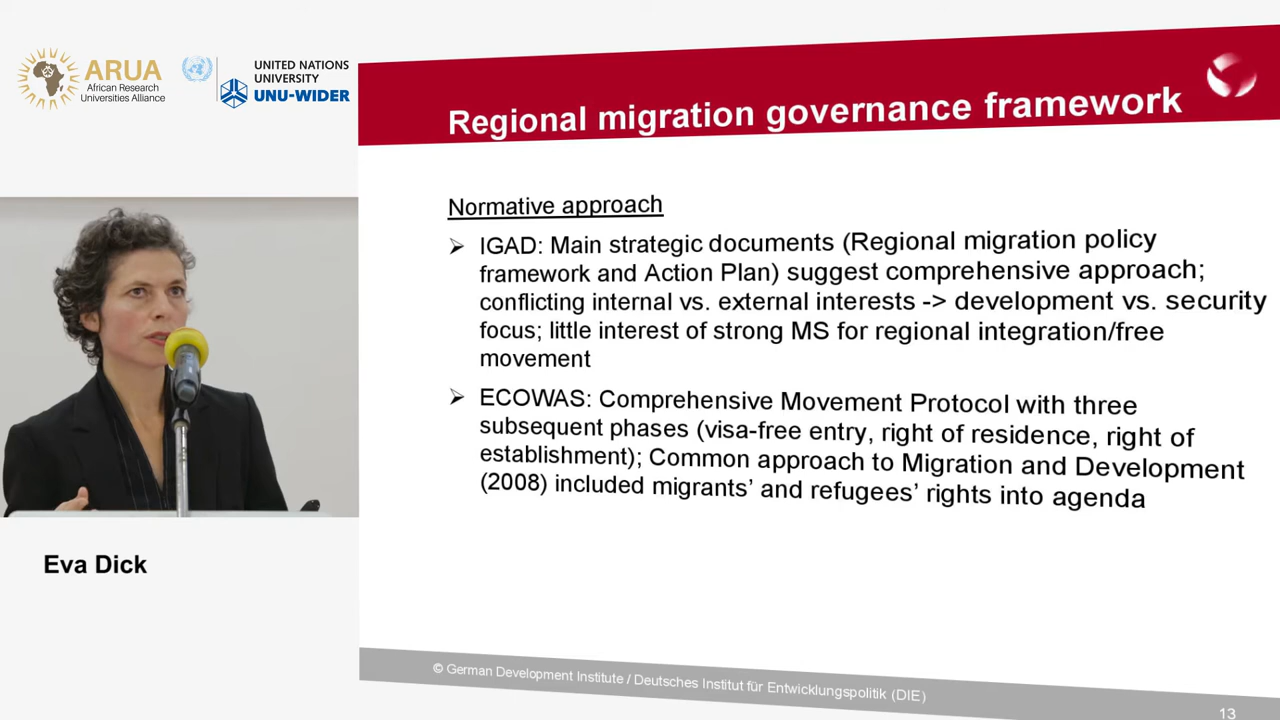 ARUA
African Research
Universities Alliance
UNITED NATIONS
UNIVERSITY
UNU-WIDER
Regional migration governance framework
Normative approach
➢ IGAD: Main strategic documents (Regional migration policy
framework and Action Plan) suggest comprehensive approach;
conflicting internal vs. external interests -> development vs. security
focus; little interest of strong MS for regional integration/free
movement
➢ ECOWAS: Comprehensive Movement Protocol with three
subsequent phases (visa-free entry, right of residence, right of
establishment); Common approach to Migration and Development
(2008) included migrants’ and refugees’ rights into agenda
Eva Dick
© German Development Institute / Deutsches Institut für Entwicklungspolitik (DIE)
13